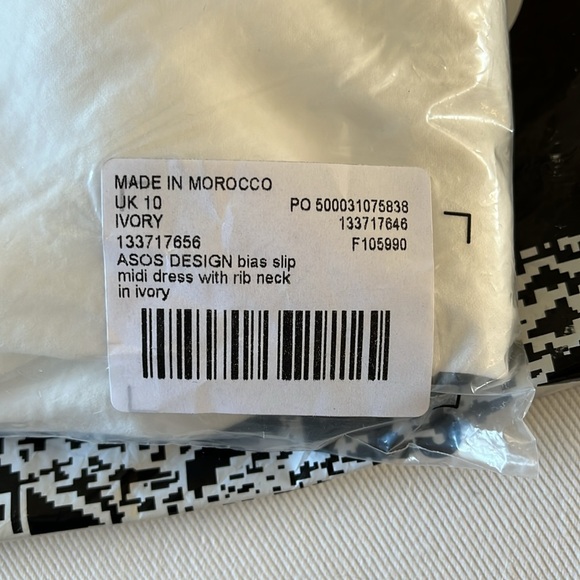 MADE IN MOROCCO
UK 10 PO 500031075838
IVORY 133717646
133717656 F105990
ASOS DESIGN bias slip
midi dress with rib neck
in ivory